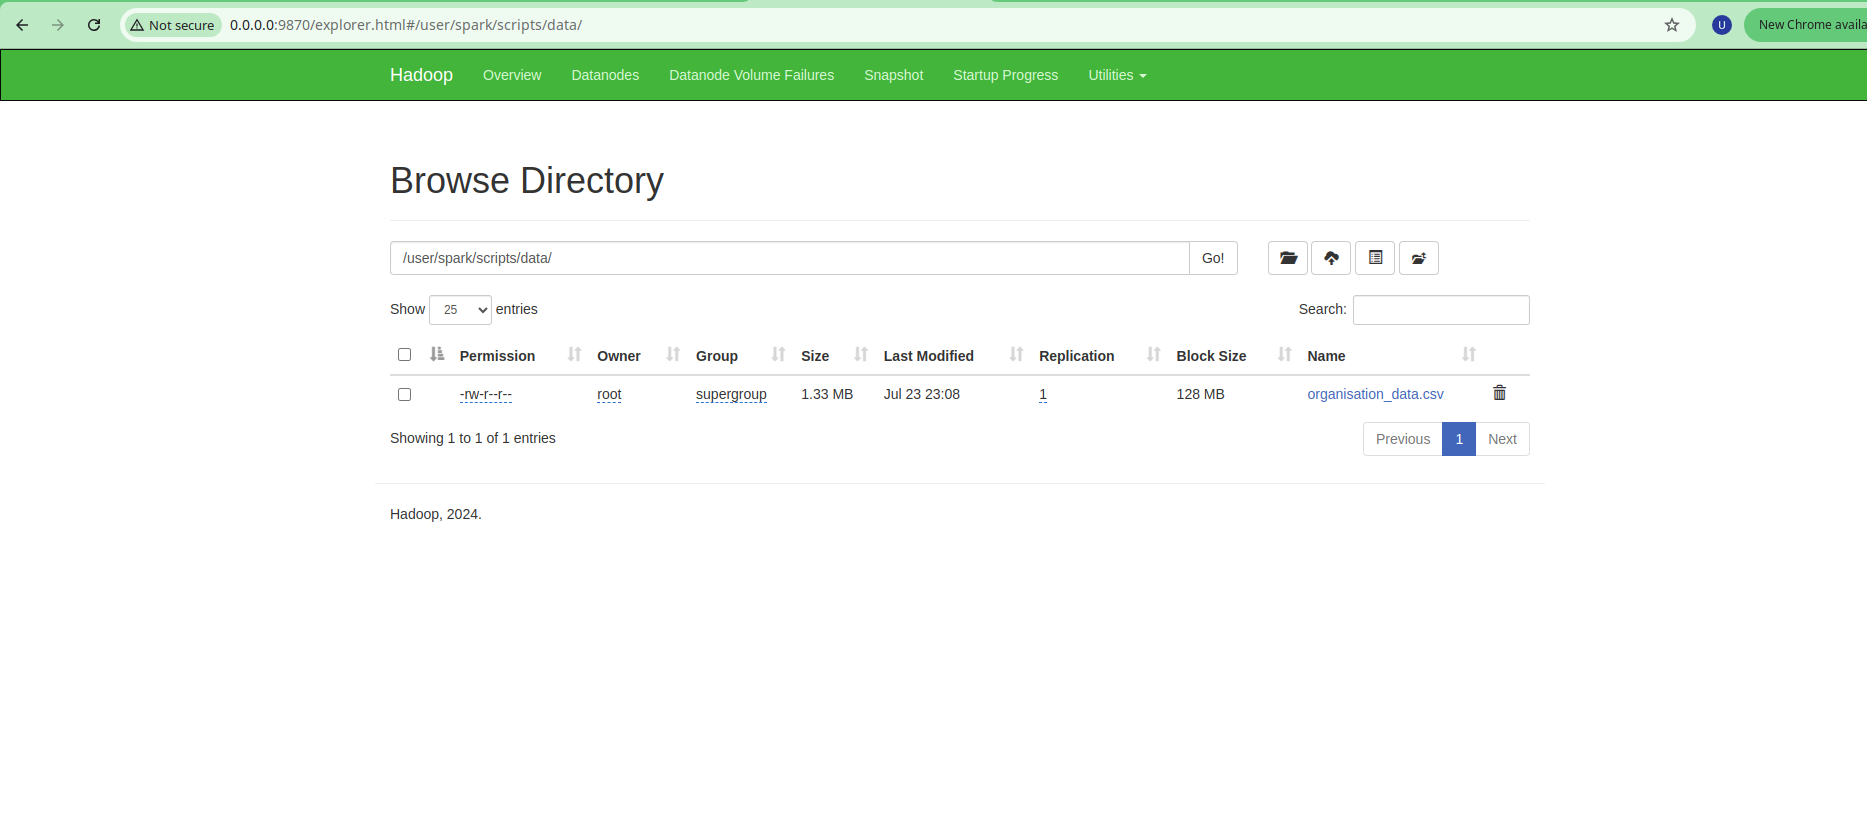 Not secure 0.0.0.0:9870/explorer.html#/user/spark/scripts/data/ U New Chrome availa
Hadoop Overview Datanodes Datanode Volume Failures Snapshot Startup Progress Utilities
Browse Directory
/user/spark/scripts/data/ Go!
Show 25 entries Search:
Permission Owner Group Size Last Modified Replication Block Size Name
-rw-r--r-- root supergroup 1.33 MB Jul 23 23:08 1 128 MB organisation_data.csv
Showing 1 to 1 of 1 entries Previous 1 Next
Hadoop, 2024.